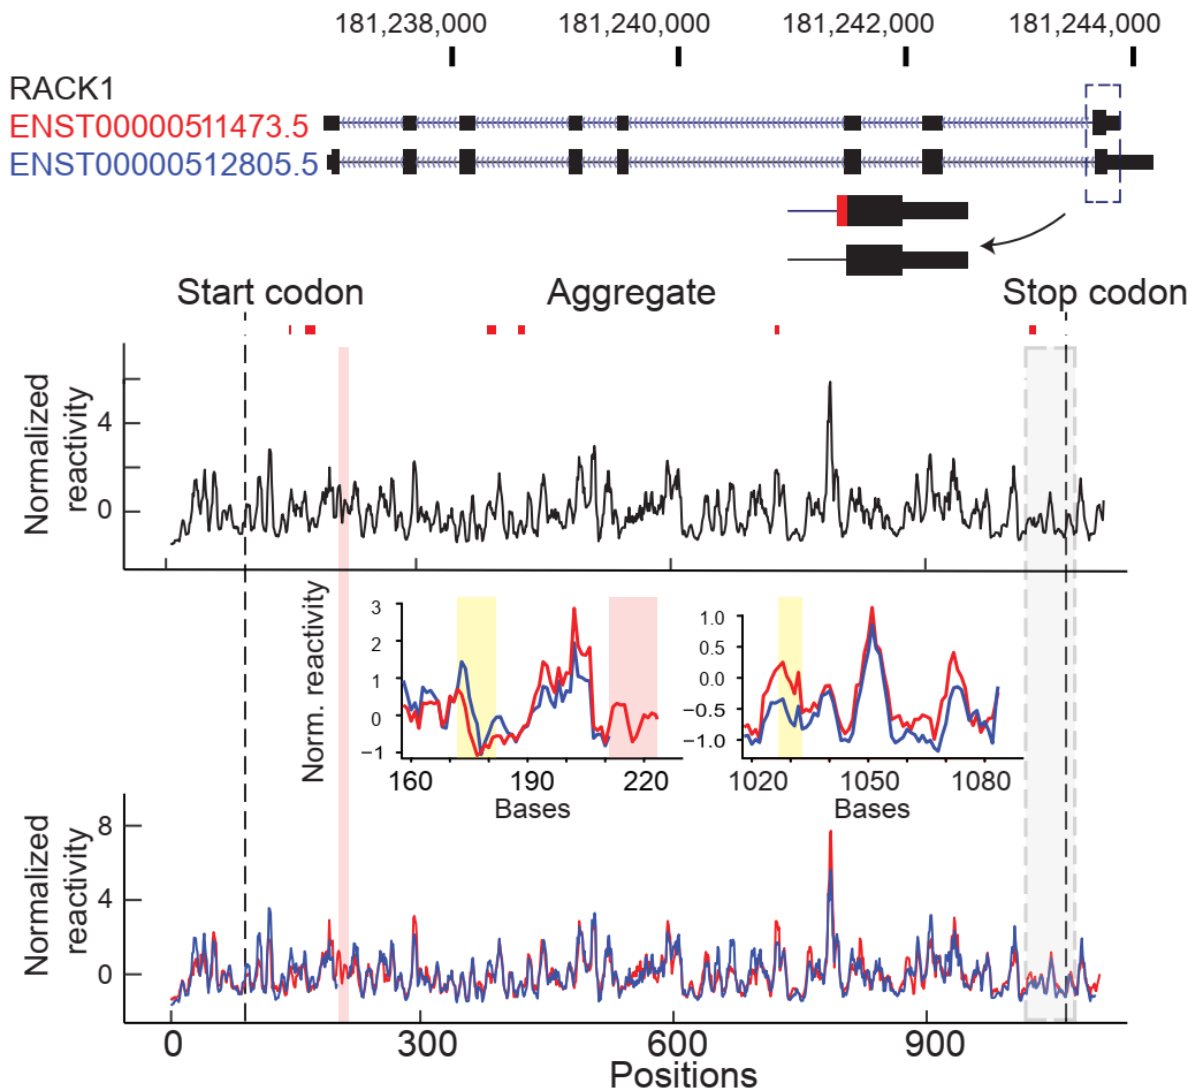 181,238,000 181,240,000 181,242,000 181,244,000
RACK1
ENST00000511473.5
ENST00000512805.5
Start codon Aggregate Stop codon
Normalized
reactivity
4
0
Norm. reactivity
3
2
1
0
−1
160 190 220
Bases
1.0
0.5
0.0
−0.5
−1.0
1020 1050 1080
Bases
Normalized
reactivity
8
4
0
0 300 600 900
Positions